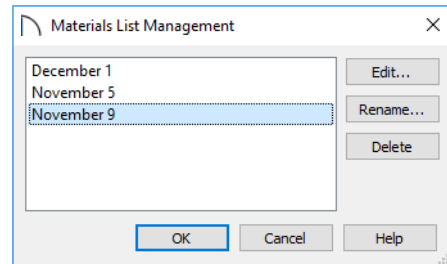 Materials List Management
December 1
November 5
November 9
Edit...
Rename...
Delete
OK
Cancel
Help